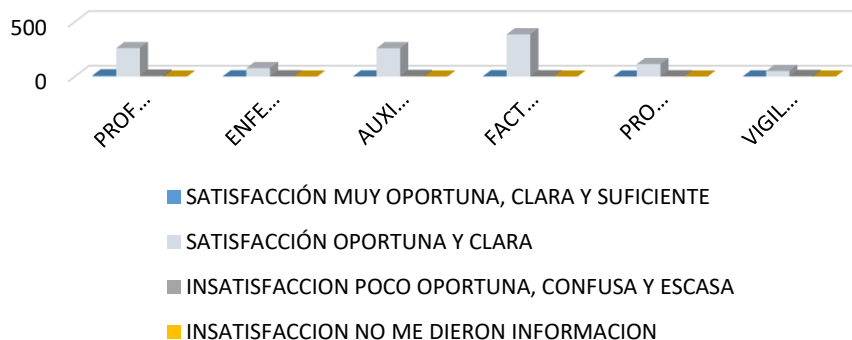 500
0
PROF...
ENFE...
AUXI...
FACT...
PRO...
VIGIL...
SATISFACCIÓN MUY OPORTUNA, CLARA Y SUFICIENTE
SATISFACCIÓN OPORTUNA Y CLARA
INSATISFACCION POCO OPORTUNA, CONFUSA Y ESCASA
INSATISFACCION NO ME DIERON INFORMACION